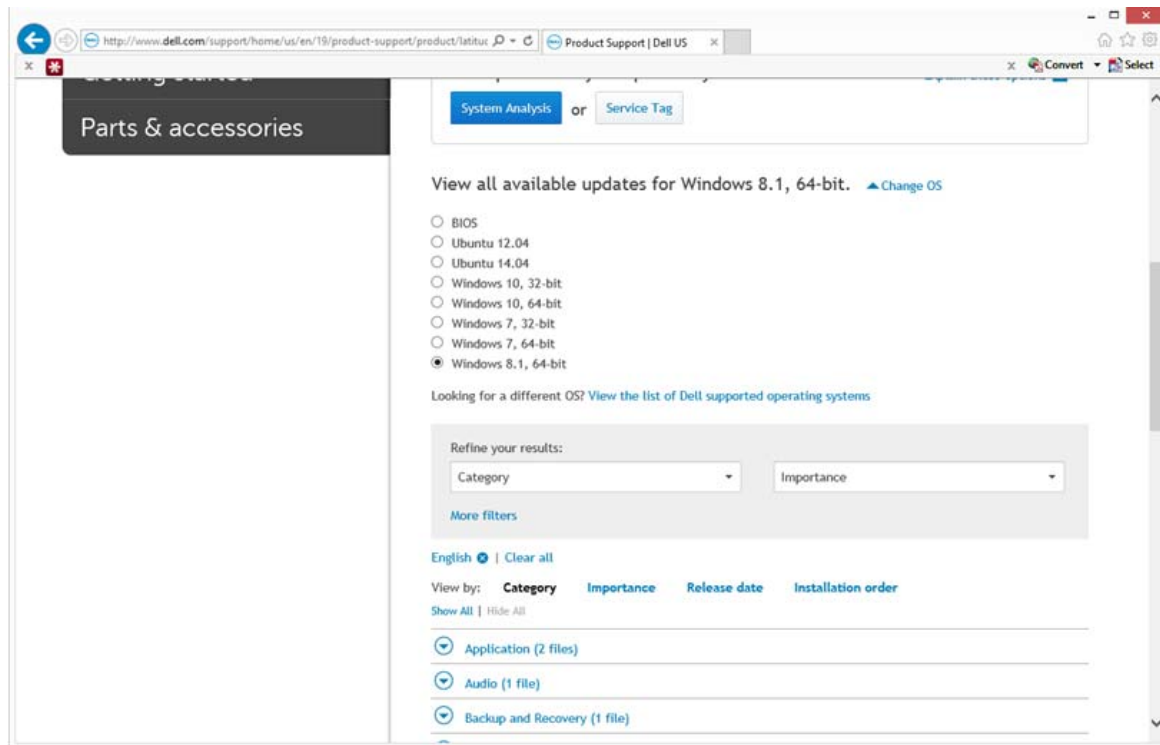 http://www.dell.com/support/home/us/en/19/product-support/product/latituc
Product Support | Dell US
Convert
Select
Parts & accessories
System Analysis or Service Tag
View all available updates for Windows 8.1, 64-bit. Change OS
BIOS
Ubuntu 12.04
Ubuntu 14.04
Windows 10, 32-bit
Windows 10, 64-bit
Windows 7, 32-bit
Windows 7, 64-bit
Windows 8.1, 64-bit
Looking for a different OS? View the list of Dell supported operating systems
Refine your results:
Category Importance
More filters
English | Clear all
View by: Category Importance Release date Installation order
Show All | Hide All
Application (2 files)
Audio (1 file)
Backup and Recovery (1 file)